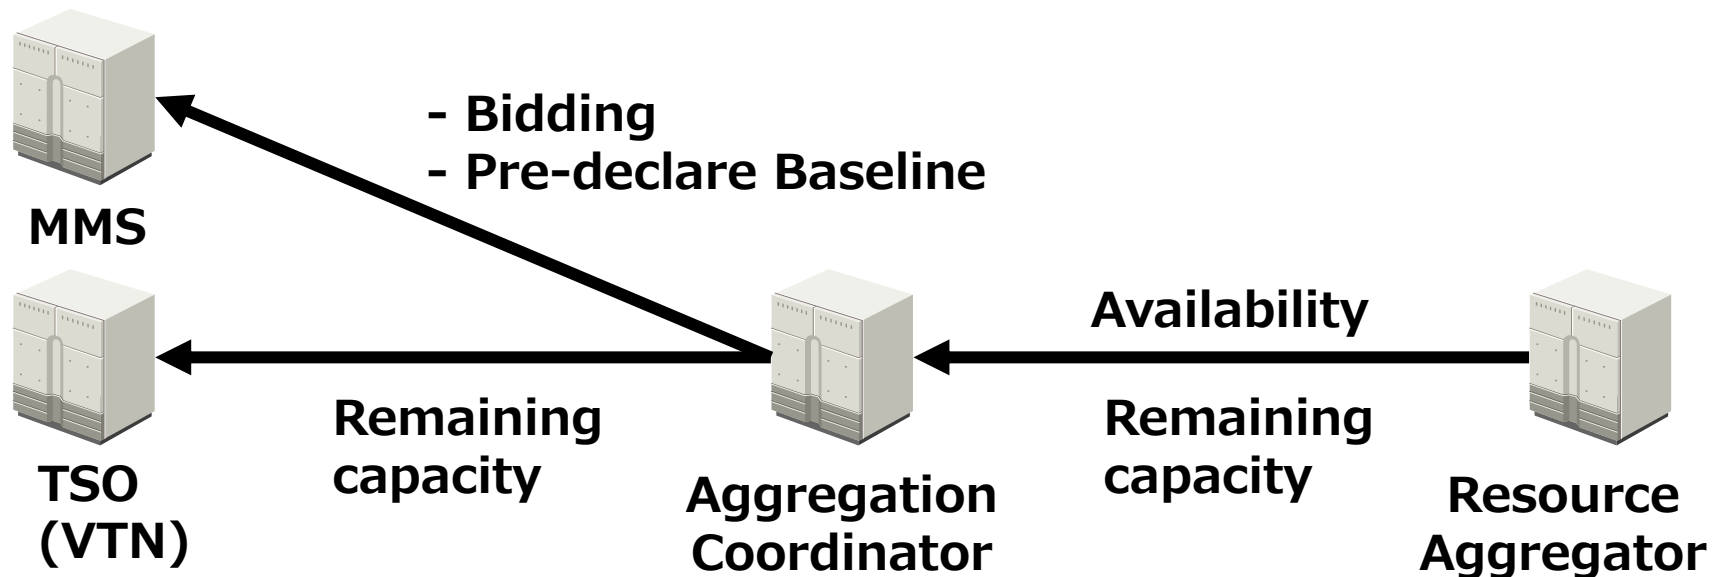 - Bidding
- Pre-declare Baseline
MMS
Availability
Remaining
capacity
Remaining
capacity
TSO
(VTN)
Aggregation
Coordinator
Resource
Aggregator